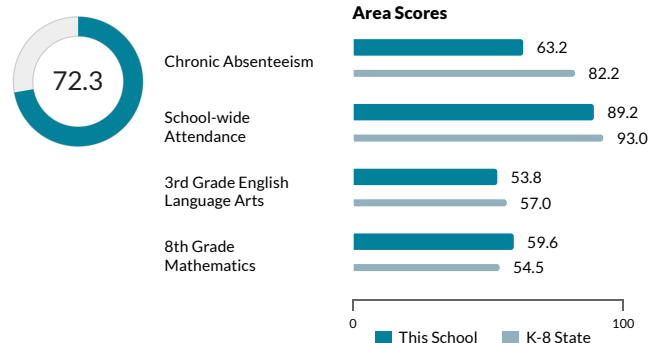 Area Scores
72.3
Chronic Absenteeism
63.2
82.2
School-wide
Attendance
89.2
93.0
3rd Grade English
Language Arts
53.8
57.0
8th Grade
Mathematics
59.6
54.5
0
100
This School
K-8 State